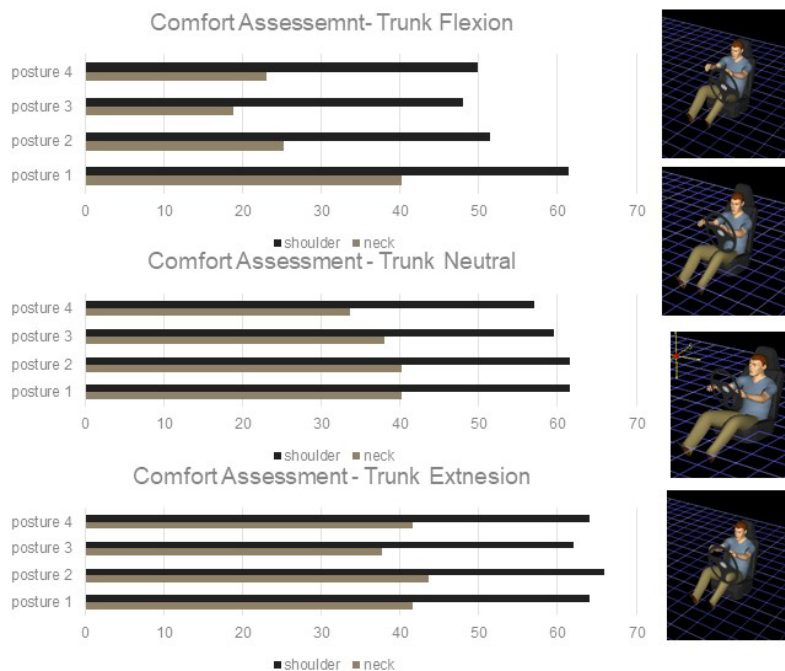 Comfort Assessemnt- Trunk Flexion
posture 4
posture 3
posture 2
posture 1
0 10 20 30 40 50 60 70
shoulder neck
Comfort Assessment - Trunk Neutral
posture 4
posture 3
posture 2
posture 1
0 10 20 30 40 50 60 70
shoulder neck
Comfort Assessment - Trunk Extnesion
posture 4
posture 3
posture 2
posture 1
0 10 20 30 40 50 60 70
shoulder neck